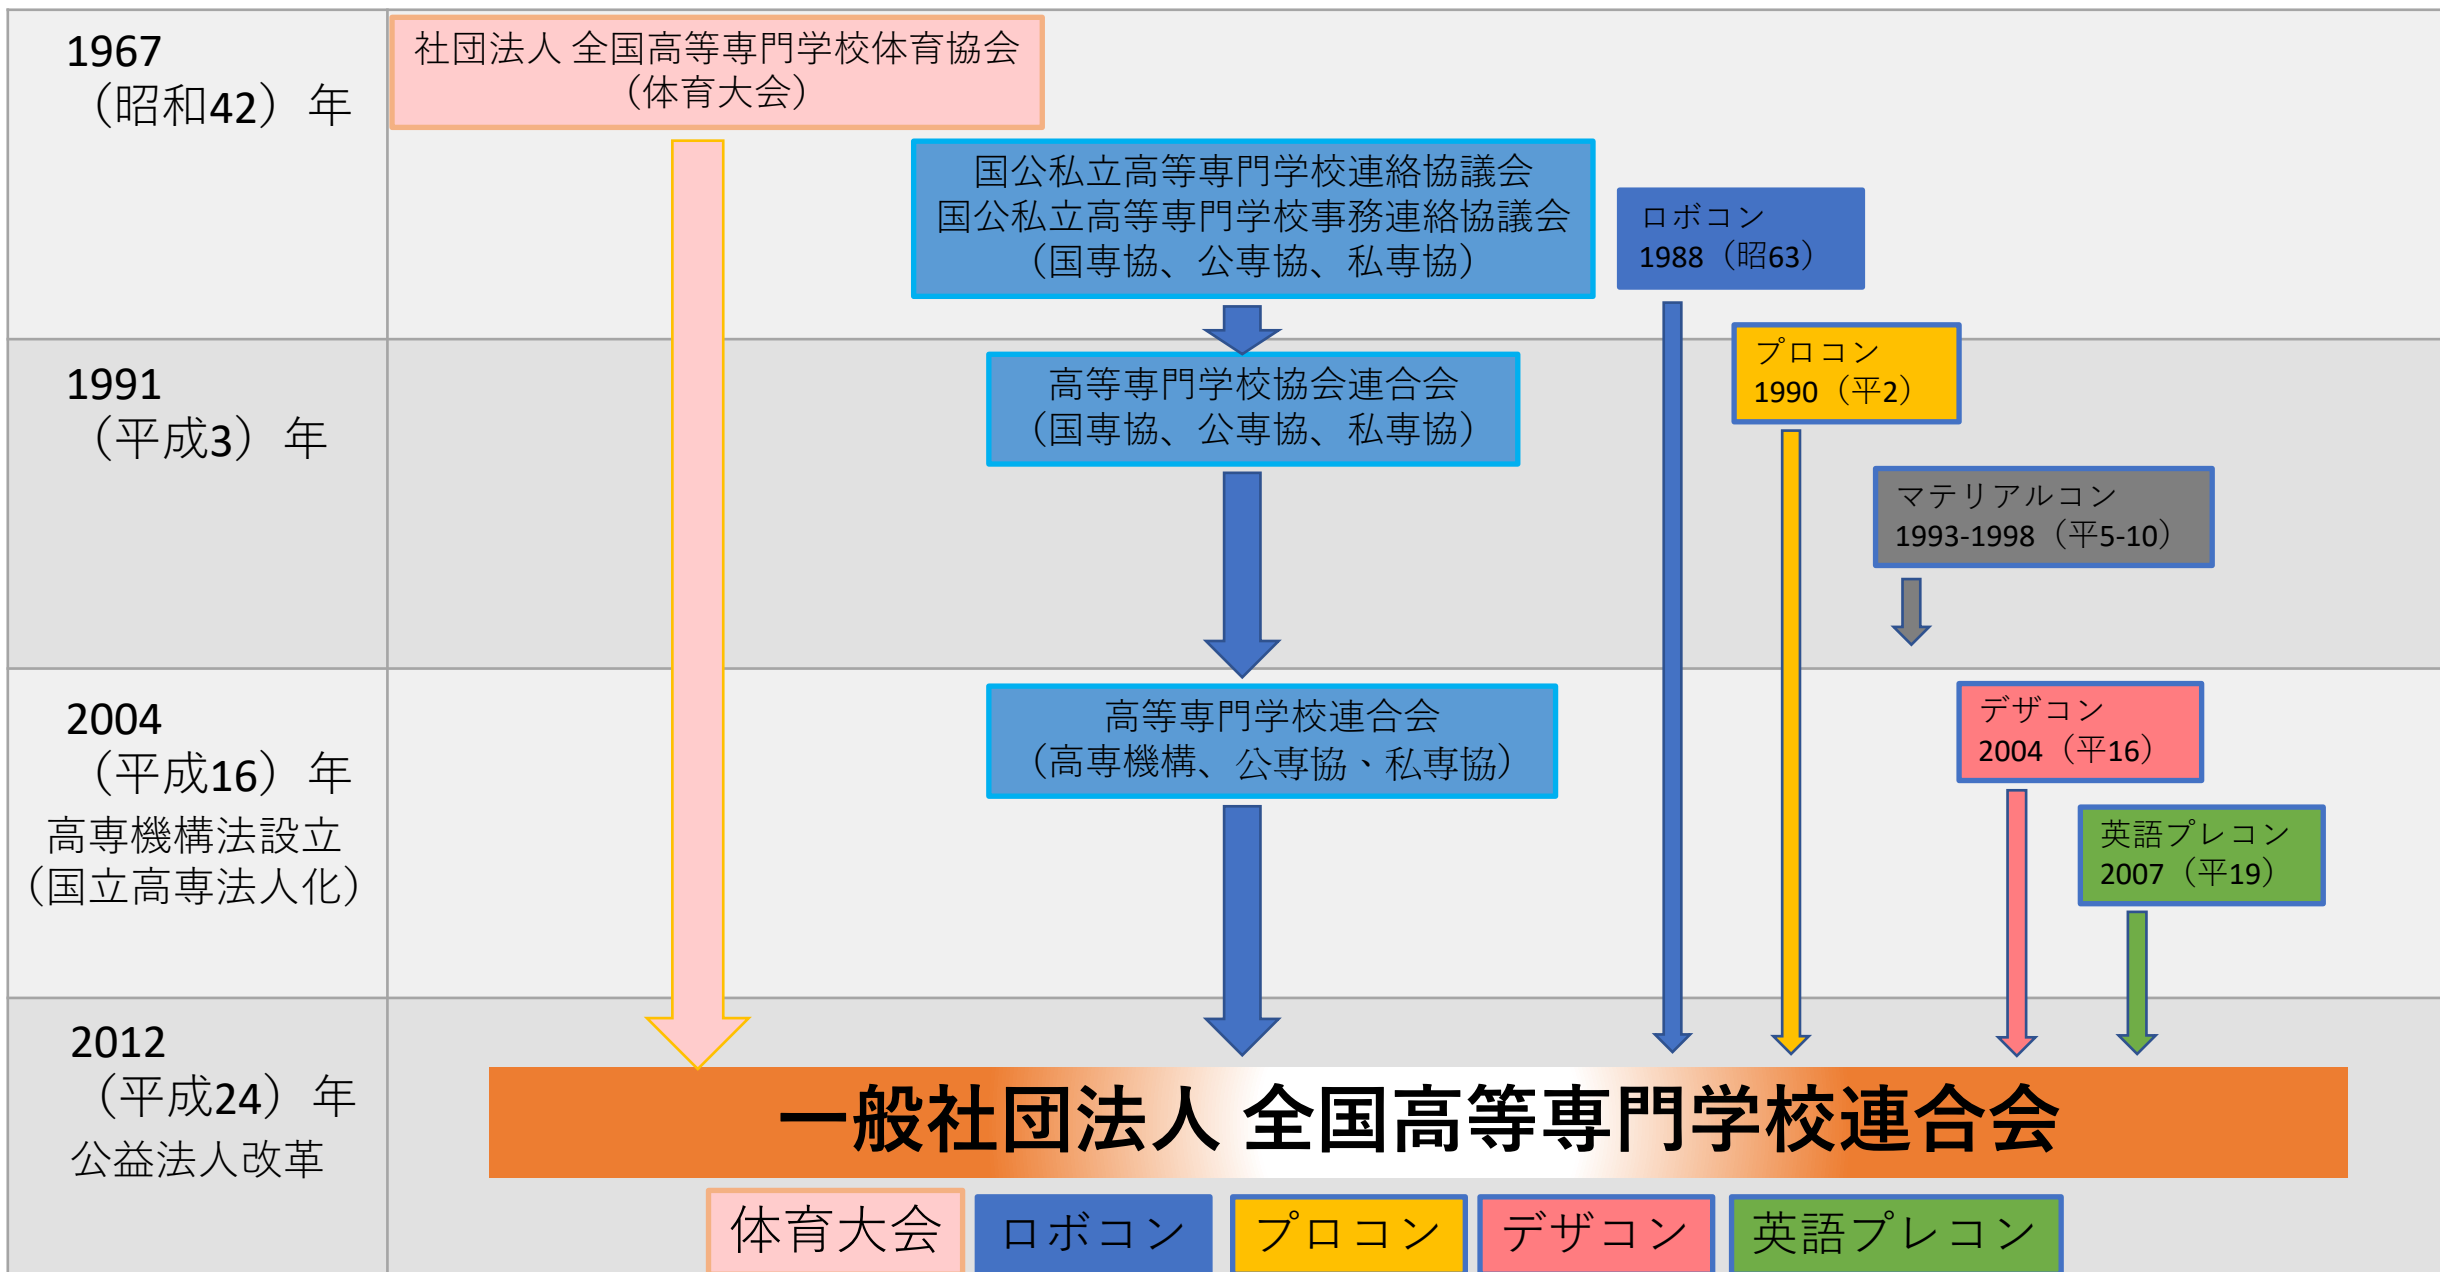 1967
（昭和42）年
社団法人 全国高等専門学校体育協会
（体育大会）
国公私立高等専門学校連絡協議会
国公私立高等専門学校事務連絡協議会
（国専協、公専協、私専協）
ロボコン
1988（昭63）
1991
（平成3）年
高等専門学校協会連合会
（国専協、公専協、私専協）
プロコン
1990（平2）
マテリアルコン
1993-1998（平5-10）
2004
（平成16）年
高専機構法設立
（国立高専法人化）
高等専門学校連合会
（高専機構、公専協、私専協）
デザコン
2004（平16）
英語プレコン
2007（平19）
2012
（平成24）年
公益法人改革
一般社団法人 全国高等専門学校連合会
体育大会
ロボコン
プロコン
デザコン
英語プレコン